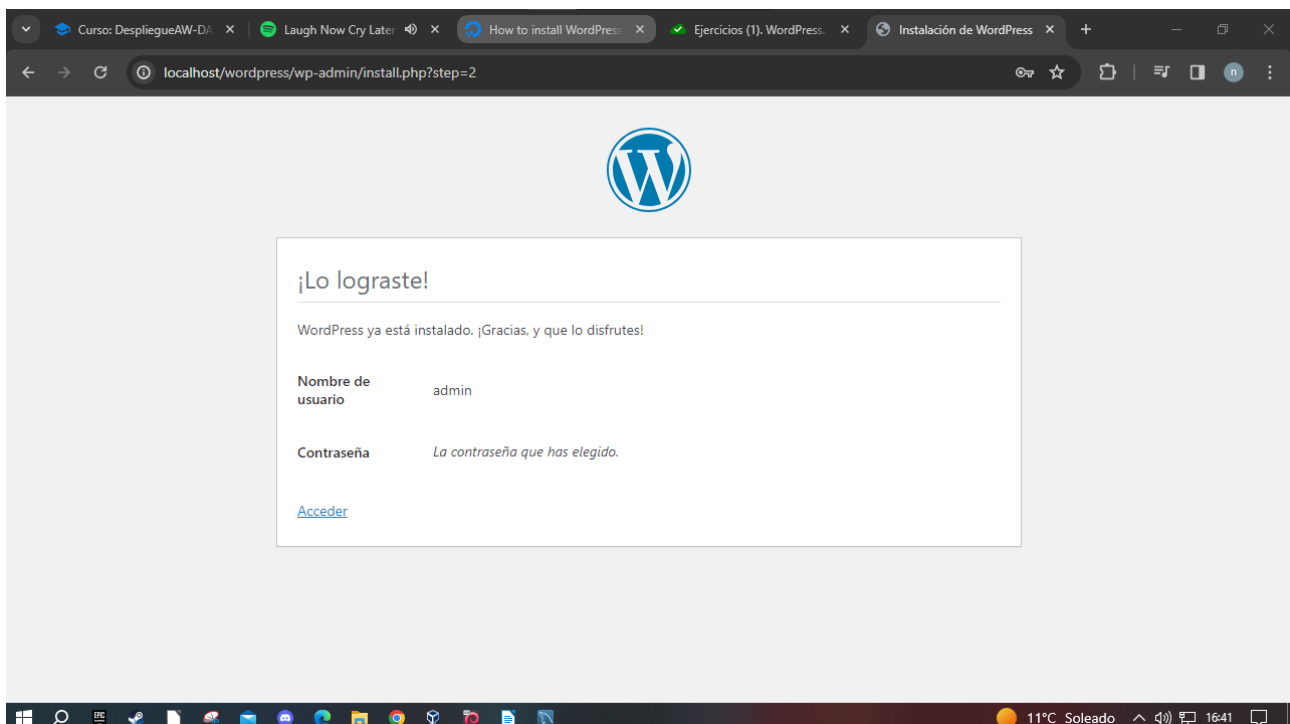 Curso: DespliegueAW-DA
Laugh Now Cry Later
How to install WordPress
Ejercicios (1). WordPress.
Instalación de WordPress
localhost/wordpress/wp-admin/install.php?step=2
n
W
¡Lo lograste!
WordPress ya está instalado. ¡Gracias, y que lo disfrutes!
Nombre de
usuario
admin
Contraseña
La contraseña que has elegido.
Acceder
EPIC
11°C Soleado
16:41